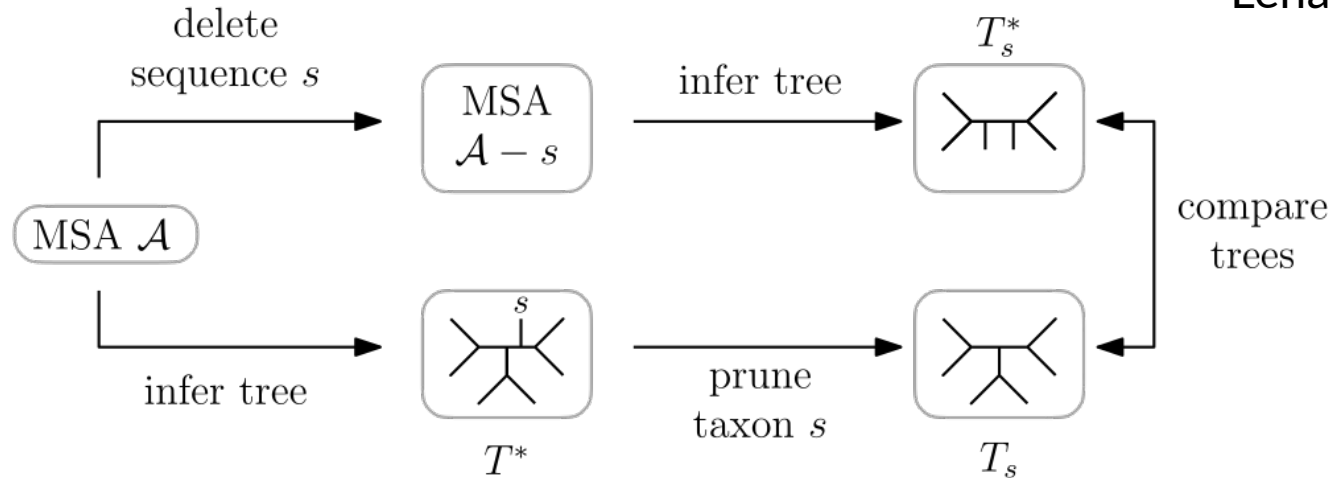 delete
sequence s
MSA
𝒜 − s
infer tree
T*ₛ
MSA 𝒜
compare
trees
infer tree
s
T*
prune
taxon s
Tₛ